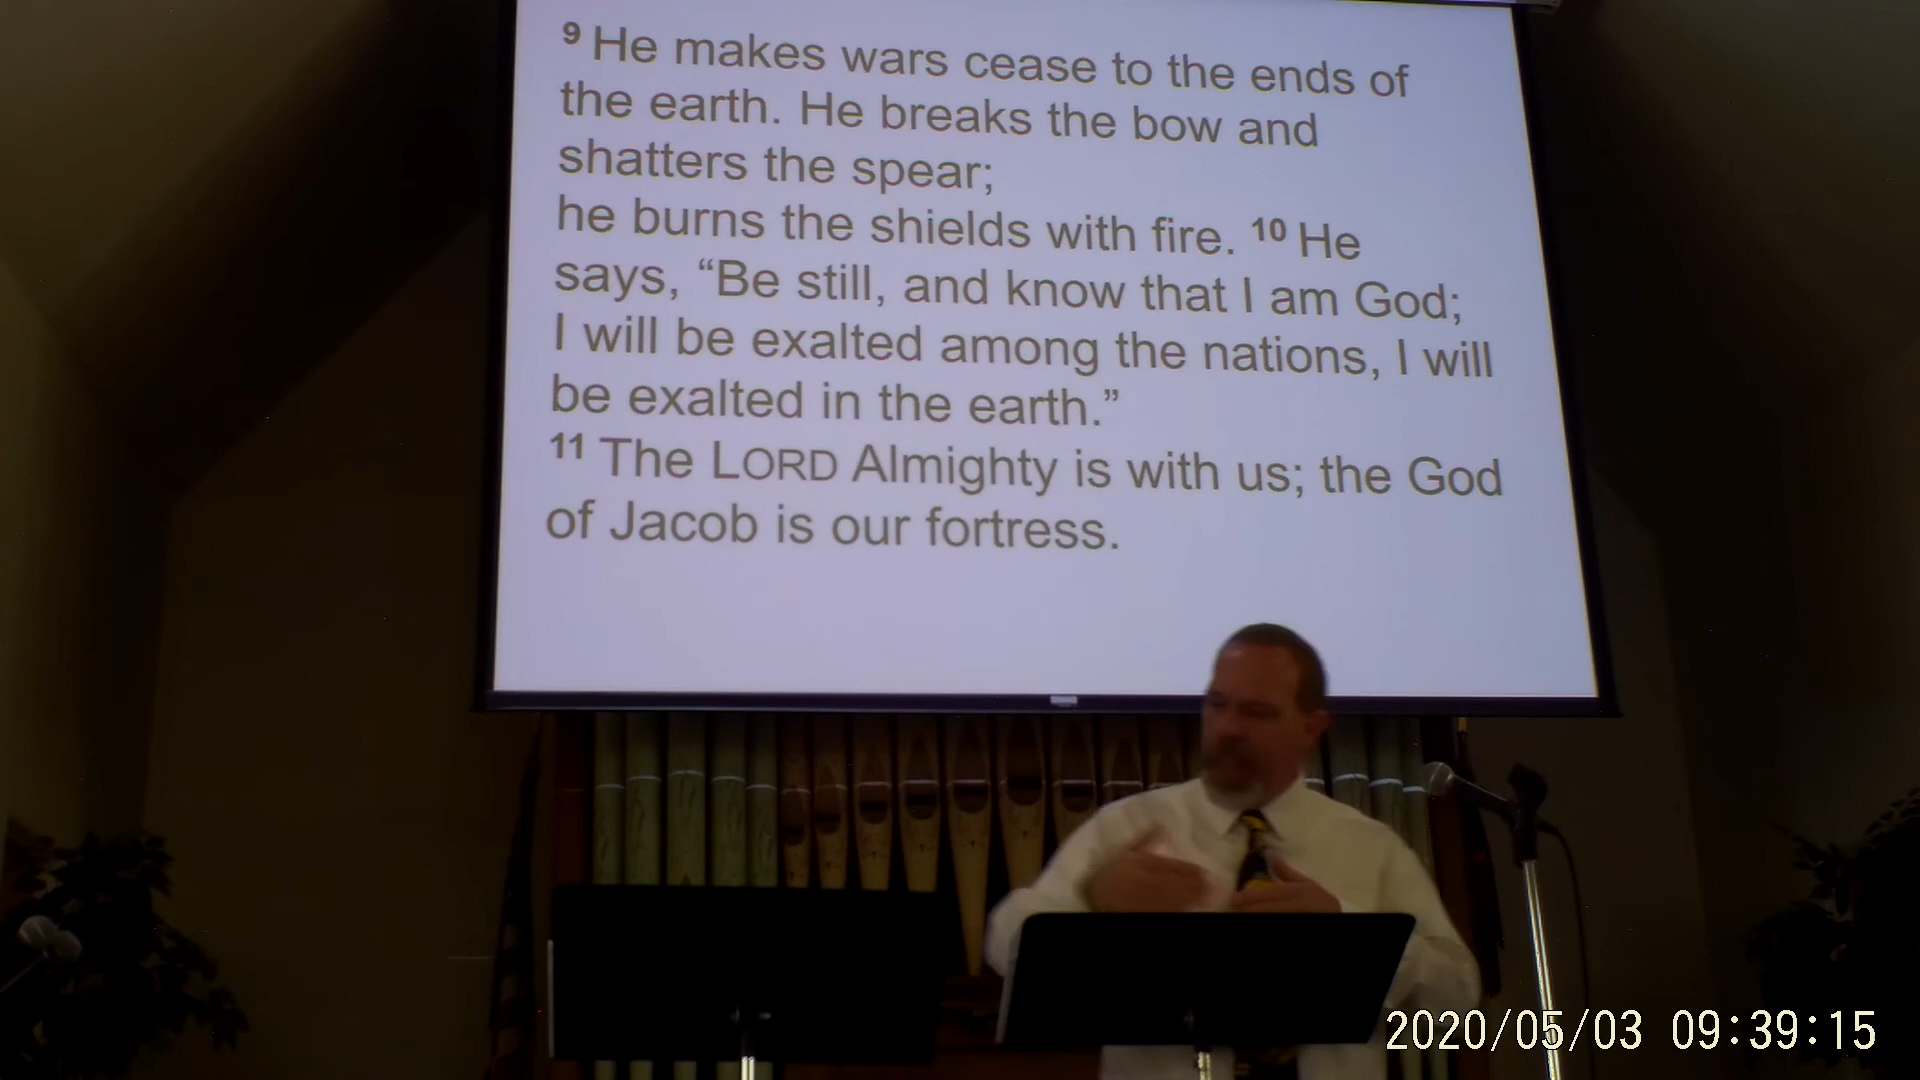 9 He makes wars cease to the ends of
the earth. He breaks the bow and
shatters the spear;
he burns the shields with fire. 10 He
says, “Be still, and know that I am God;
I will be exalted among the nations, I will
be exalted in the earth.”
11 The LORD Almighty is with us; the God
of Jacob is our fortress.
2020/05/03 09:39:15